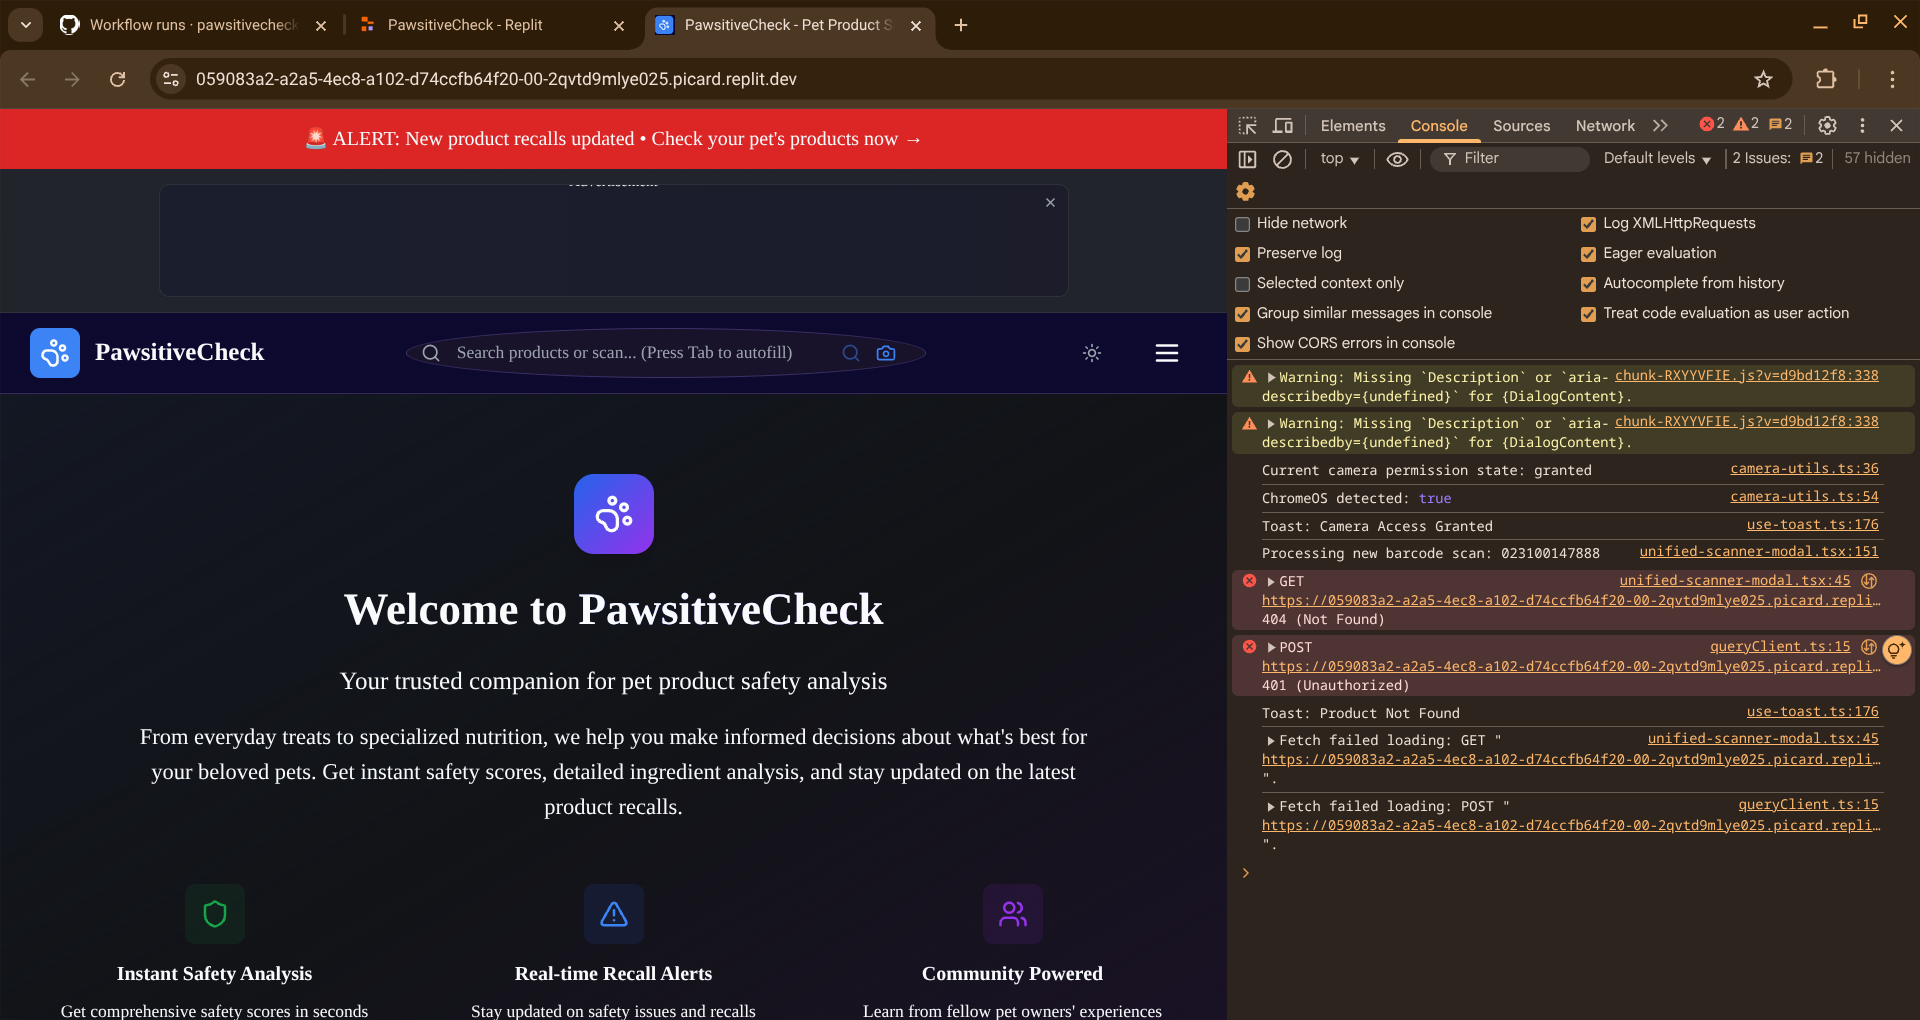 Workflow runs · pawsitivecheck
PawsitiveCheck - Replit
PawsitiveCheck - Pet Product S
059083a2-a2a5-4ec8-a102-d74ccfb64f20-00-2qvtd9mlye025.picard.replit.dev
🚨 ALERT: New product recalls updated • Check your pet's products now →
Advertisement
PawsitiveCheck
Search products or scan... (Press Tab to autofill)
Welcome to PawsitiveCheck
Your trusted companion for pet product safety analysis
From everyday treats to specialized nutrition, we help you make informed decisions about what's best for
your beloved pets. Get instant safety scores, detailed ingredient analysis, and stay updated on the latest
product recalls.
Instant Safety Analysis
Get comprehensive safety scores in seconds
Real-time Recall Alerts
Stay updated on safety issues and recalls
Community Powered
Learn from fellow pet owners' experiences
Elements Console Sources Network 2 2 2
top Filter Default levels 2 Issues: 2 57 hidden
Hide network Log XMLHttpRequests
Preserve log Eager evaluation
Selected context only Autocomplete from history
Group similar messages in console Treat code evaluation as user action
Show CORS errors in console
Warning: Missing `Description` or `aria- chunk-RXYYVFIE.js?v=d9bd12f8:338
describedby={undefined}` for {DialogContent}.
Warning: Missing `Description` or `aria- chunk-RXYYVFIE.js?v=d9bd12f8:338
describedby={undefined}` for {DialogContent}.
Current camera permission state: granted camera-utils.ts:36
ChromeOS detected: true camera-utils.ts:54
Toast: Camera Access Granted use-toast.ts:176
Processing new barcode scan: 023100147888 unified-scanner-modal.tsx:151
GET unified-scanner-modal.tsx:45
https://059083a2-a2a5-4ec8-a102-d74ccfb64f20-00-2qvtd9mlye025.picard.repli…
404 (Not Found)
POST queryClient.ts:15
https://059083a2-a2a5-4ec8-a102-d74ccfb64f20-00-2qvtd9mlye025.picard.repli…
401 (Unauthorized)
Toast: Product Not Found use-toast.ts:176
Fetch failed loading: GET " unified-scanner-modal.tsx:45
https://059083a2-a2a5-4ec8-a102-d74ccfb64f20-00-2qvtd9mlye025.picard.repli…
".
Fetch failed loading: POST " queryClient.ts:15
https://059083a2-a2a5-4ec8-a102-d74ccfb64f20-00-2qvtd9mlye025.picard.repli…
".